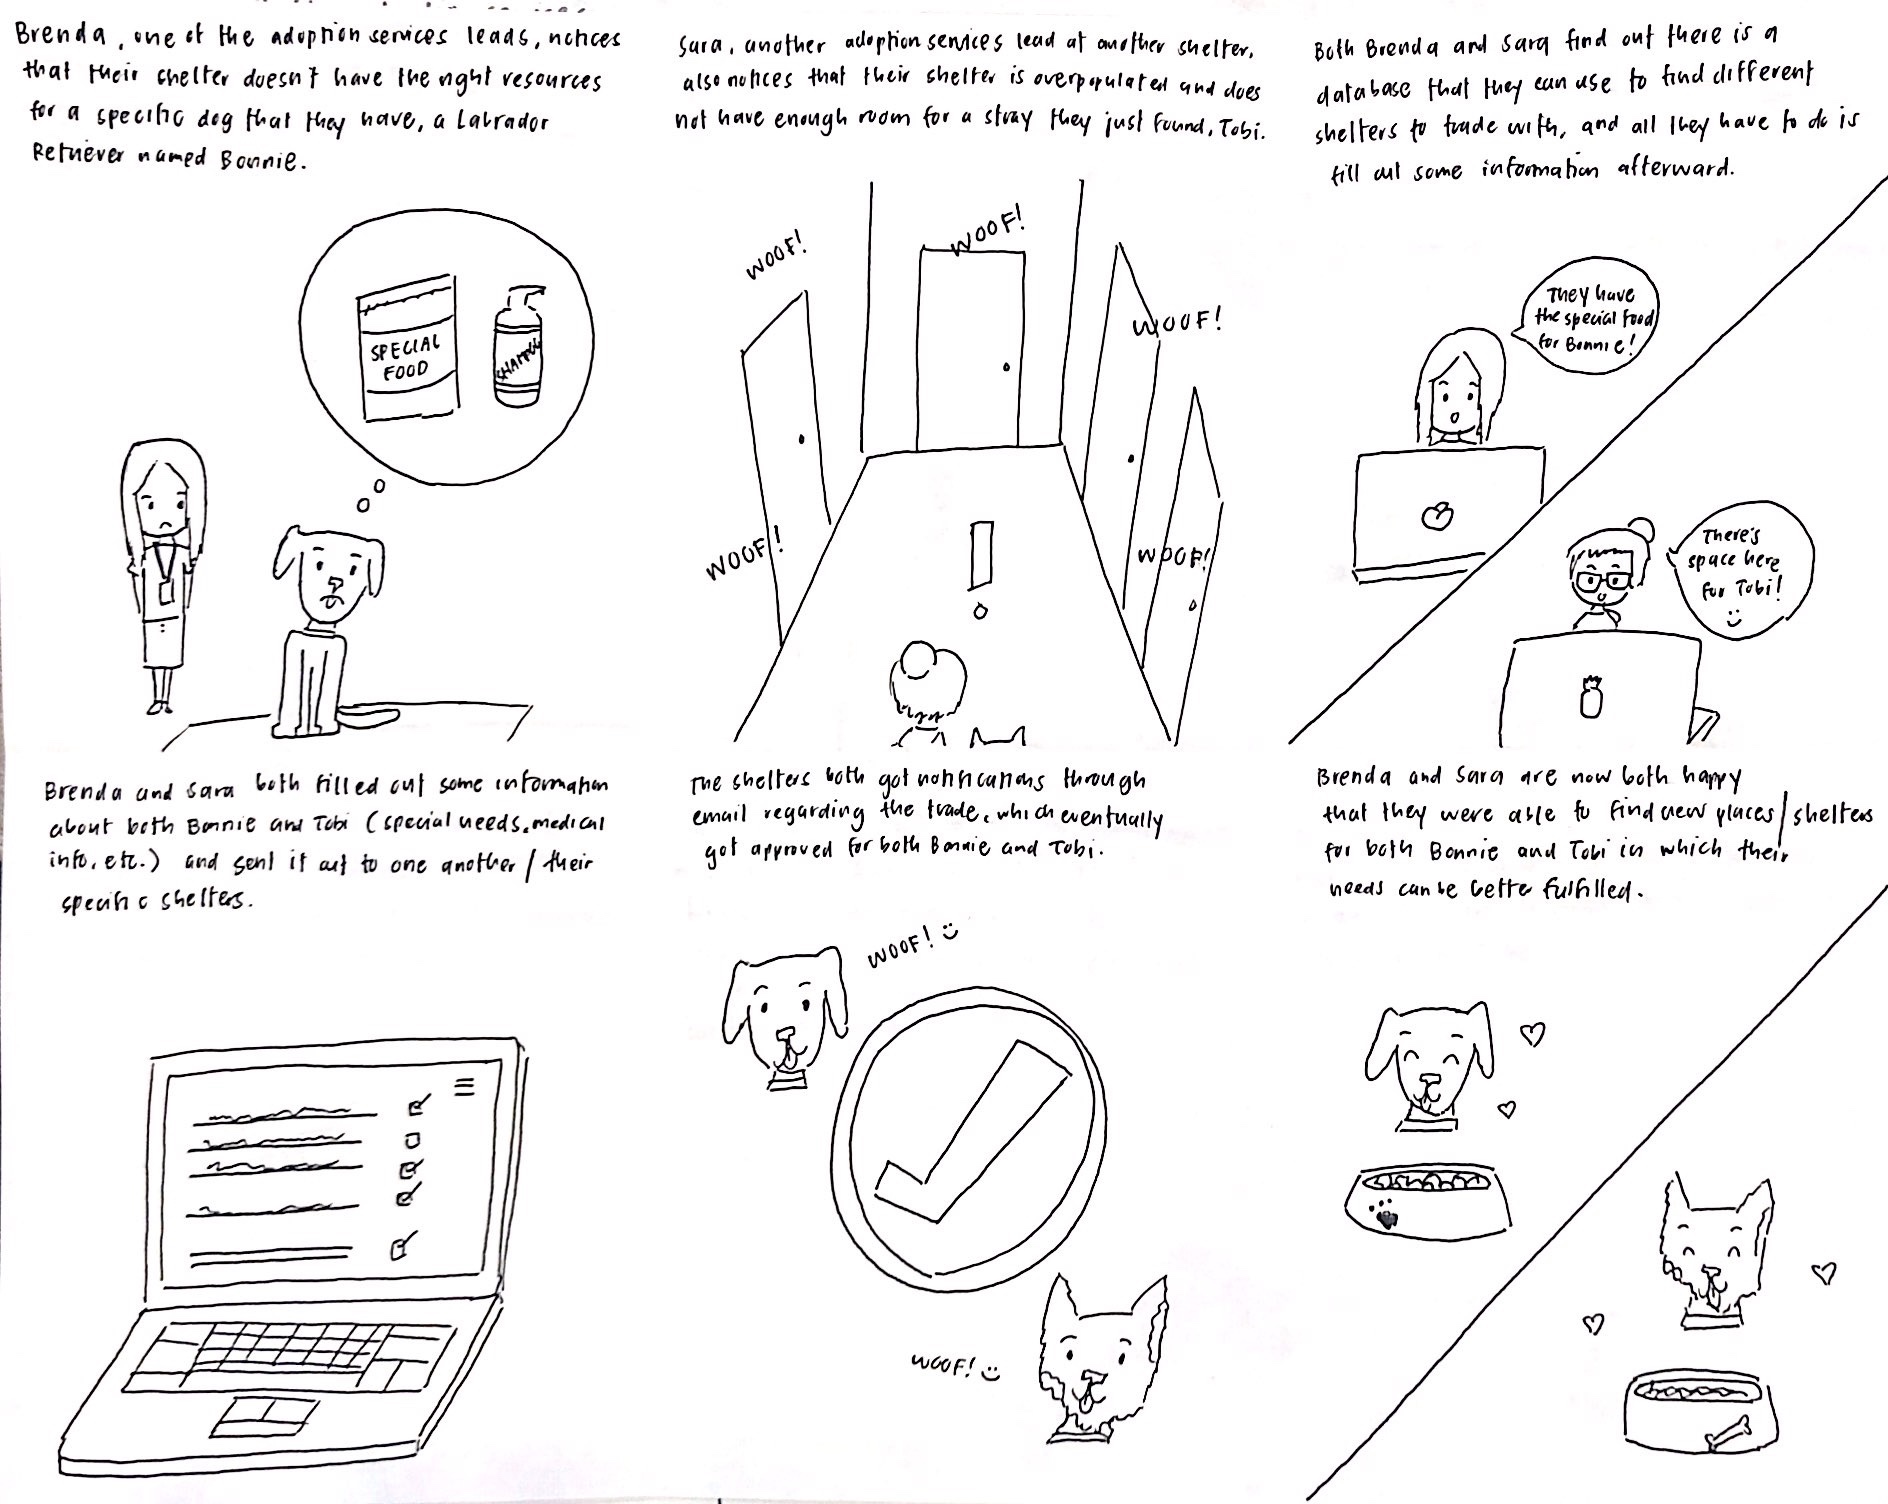 Brenda, one of the adoption services leads, notices
that their shelter doesn't have the right resources
for a specific dog that they have, a Labrador
Retriever named Bonnie.
SPECIAL
FOOD
SHAMPOO
Sara, another adoption services lead at another shelter,
also notices that their shelter is overpopulated and does
not have enough room for a stray they just found, Tobi.
WOOF!
WOOF!
WOOF!
WOOF!
WOOF!
Both Brenda and Sara find out there is a
database that they can use to find different
shelters to trade with, and all they have to do is
fill out some information afterward.
They have
the special food
for Bonnie!
There's
space here
for Tobi!
Brenda and Sara both filled out some information
about both Bonnie and Tobi (special needs, medical
info, etc.) and sent it out to one another/their
specific shelters.
The shelters both got notifications through
email regarding the trade, which eventually
got approved for both Bonnie and Tobi.
WOOF!
WOOF!
Brenda and Sara are now both happy
that they were able to find new places/shelters
for both Bonnie and Tobi in which their
needs can be better fulfilled.